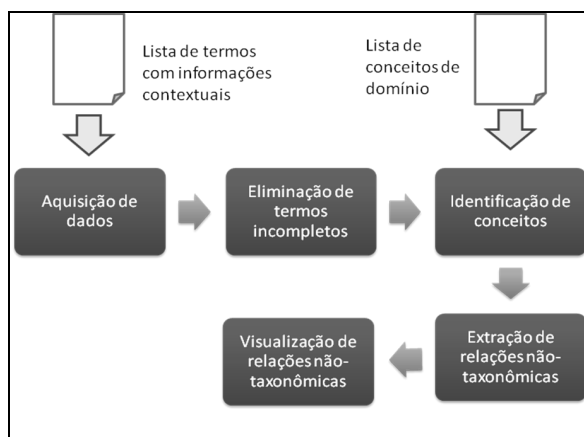 Lista de termos
com informações
contextuais
Lista de
conceitos de
domínio
Aquisição de
dados
Eliminação de
termos
incompletos
Identificação de
conceitos
Extração de
relações não-
taxonômicas
Visualização de
relações não-
taxonômicas